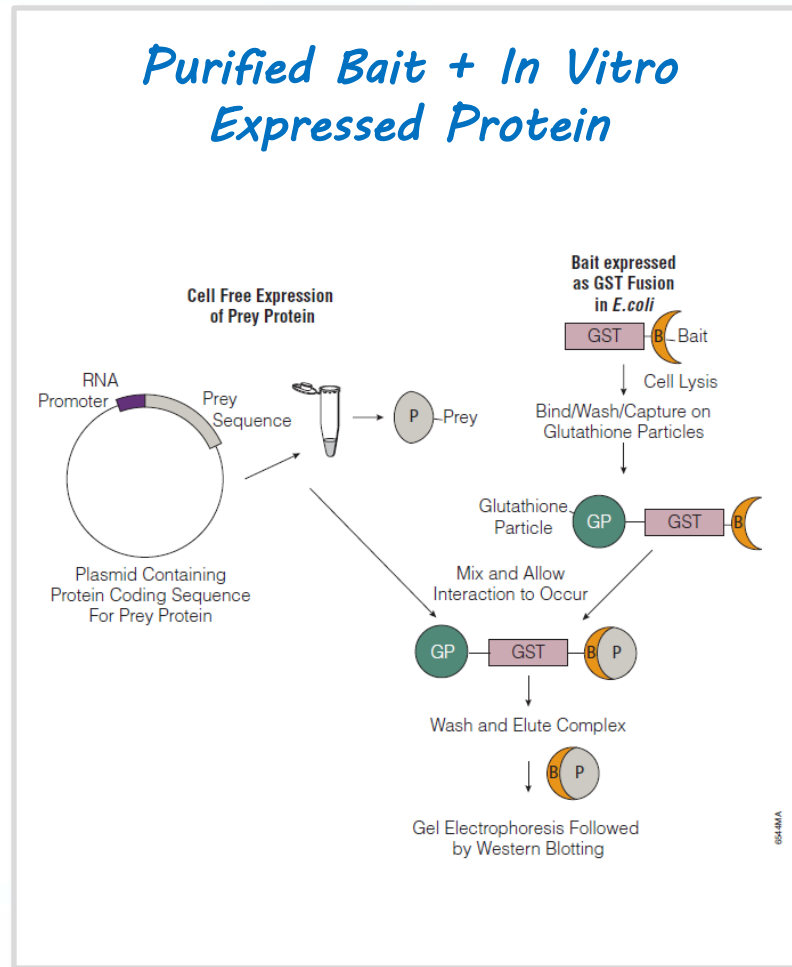 Purified Bait + In Vitro
Expressed Protein
Cell Free Expression
of Prey Protein
RNA
Promoter
Prey
Sequence
P
Prey
Plasmid Containing
Protein Coding Sequence
For Prey Protein
Bait expressed
as GST Fusion
in E.coli
GST
B
Bait
Cell Lysis
Bind/Wash/Capture on
Glutathione Particles
Glutathione
Particle
GP
GST
B
Mix and Allow
Interaction to Occur
GP
GST
B
P
Wash and Elute Complex
B
P
Gel Electrophoresis Followed
by Western Blotting
6544MA